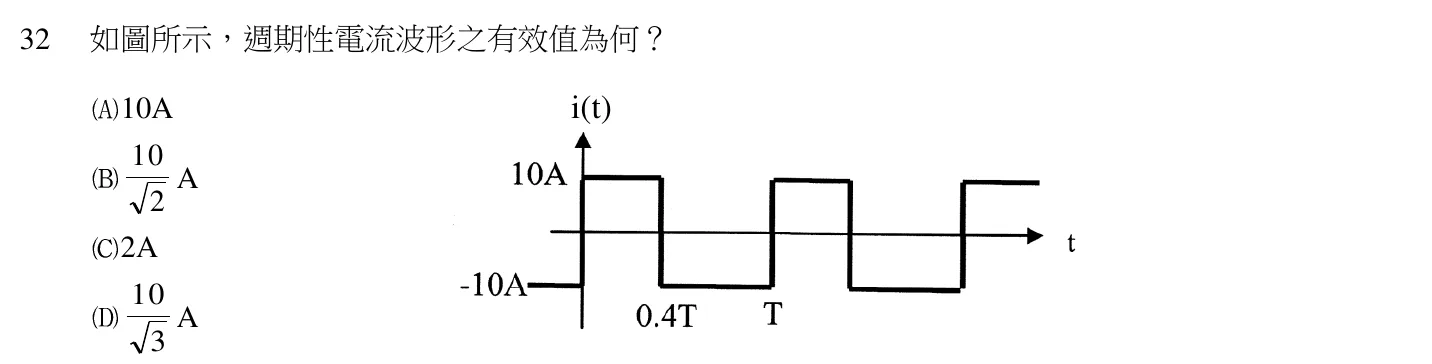 32 如圖所示，週期性電流波形之有效值為何？
(A)10A
(B) 10/√2 A
(C)2A
(D) 10/√3 A
i(t)
10A
-10A
0.4T T
t